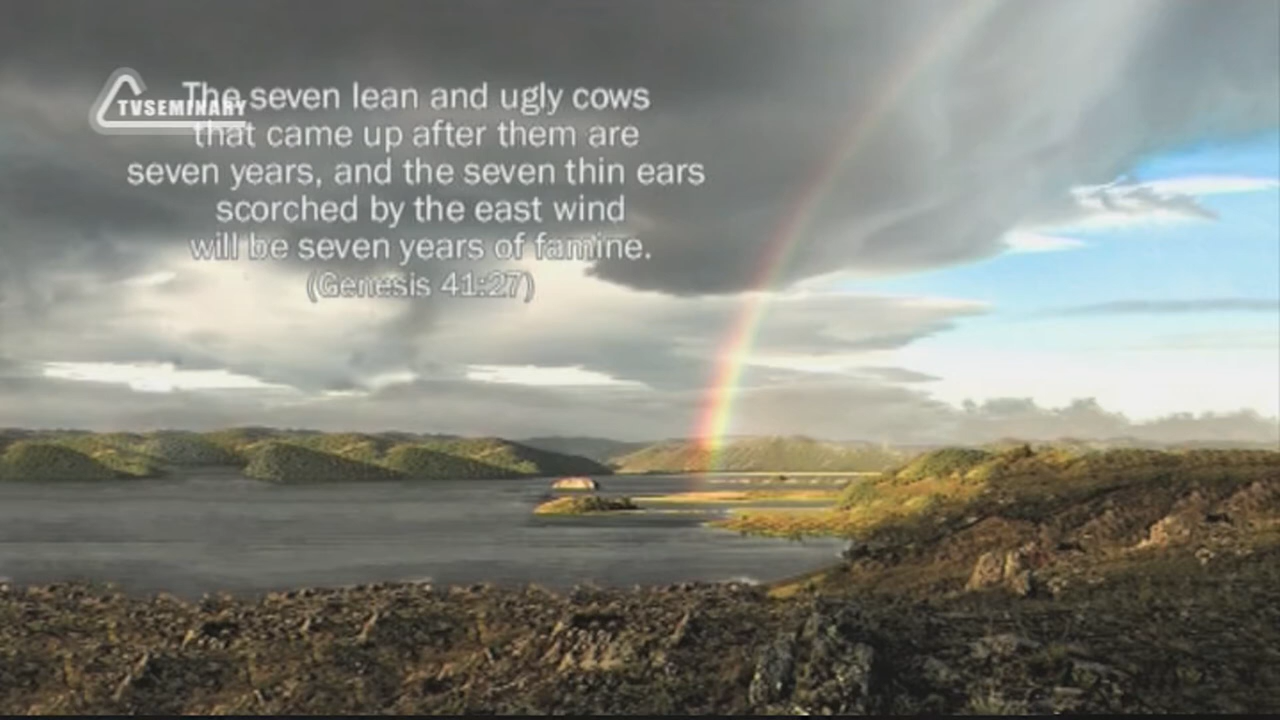 TVSEMINARY
The seven lean and ugly cows
that came up after them are
seven years, and the seven thin ears
scorched by the east wind
will be seven years of famine.
(Genesis 41:27)